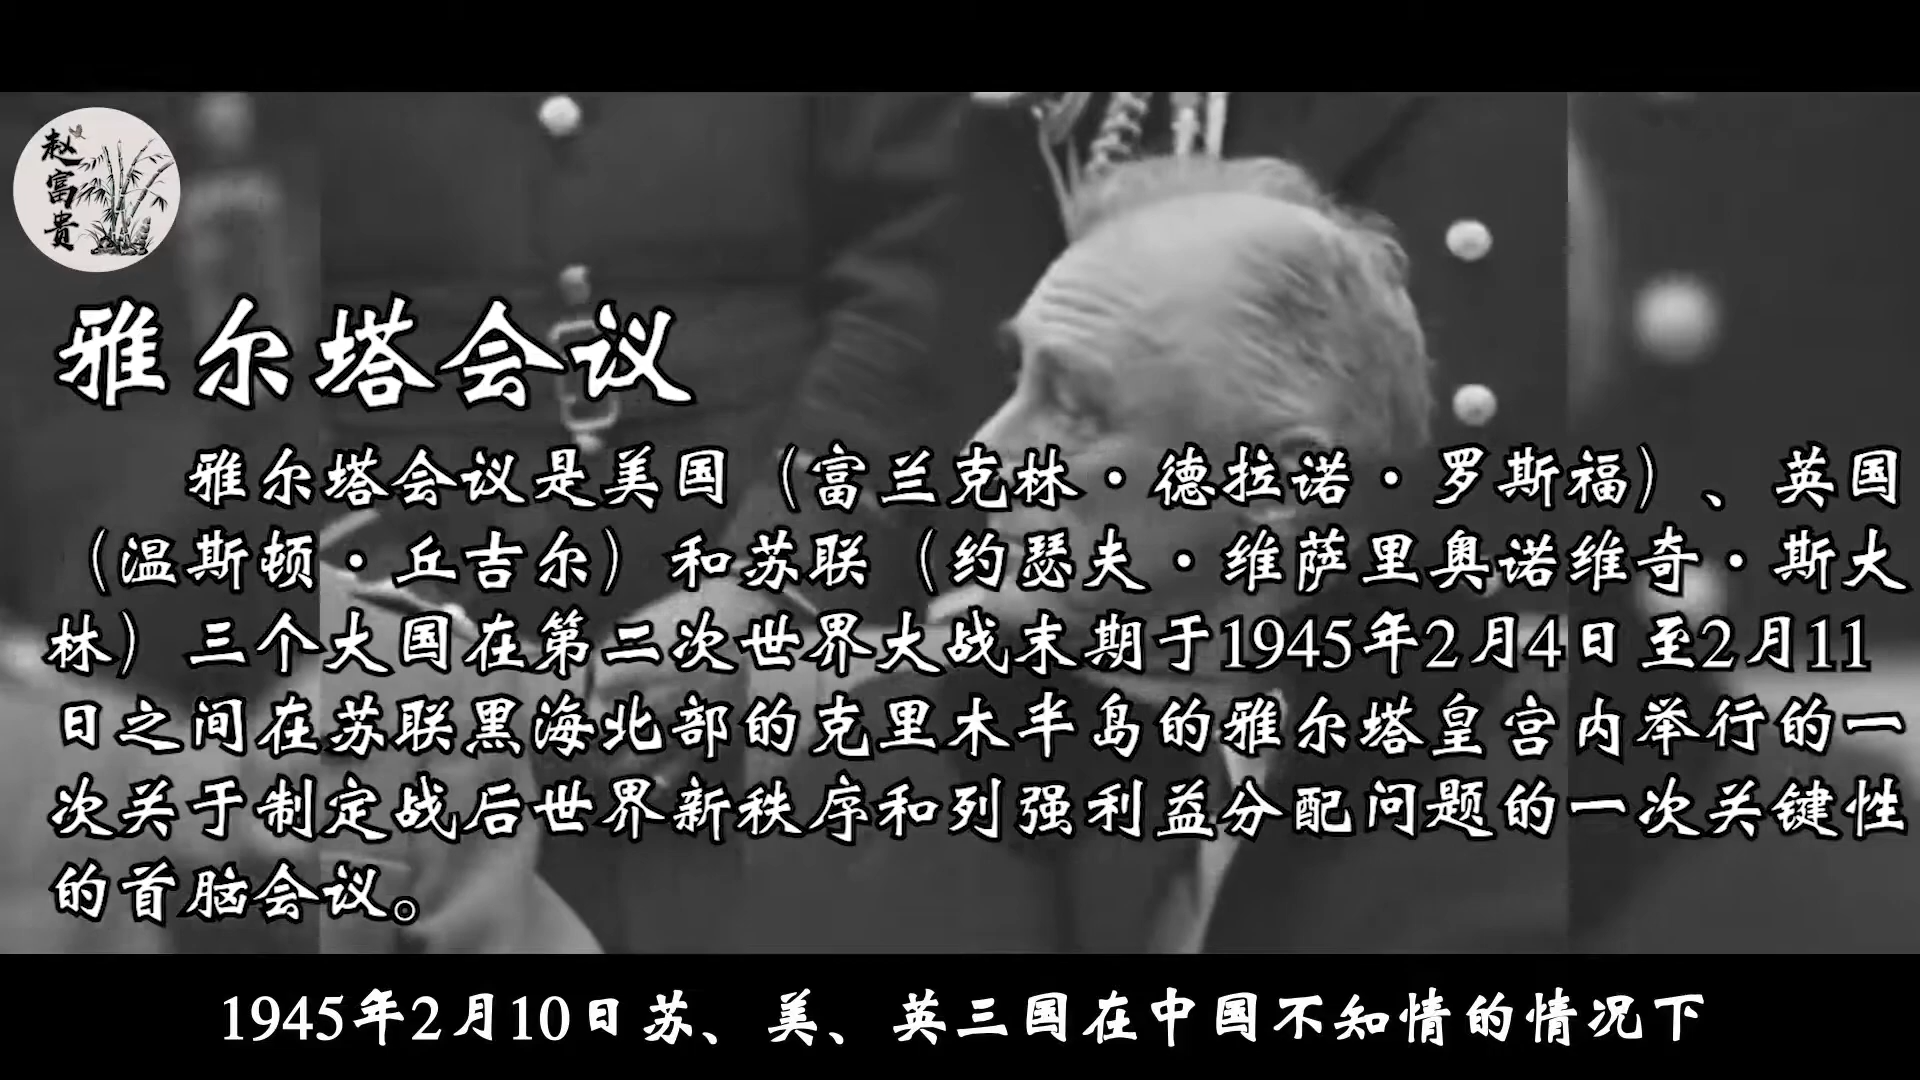 赵富贵
雅尔塔会议
雅尔塔会议是美国（富兰克林·德拉诺·罗斯福）、英国
（温斯顿·丘吉尔）和苏联（约瑟夫·维萨里奥诺维奇·斯大
林）三个大国在第二次世界大战末期于1945年2月4日至2月11
日之间在苏联黑海北部的克里木半岛的雅尔塔皇宫内举行的一
次关于制定战后世界新秩序和列强利益分配问题的一次关键性
的首脑会议。
1945年2月10日苏、美、英三国在中国不知情的情况下